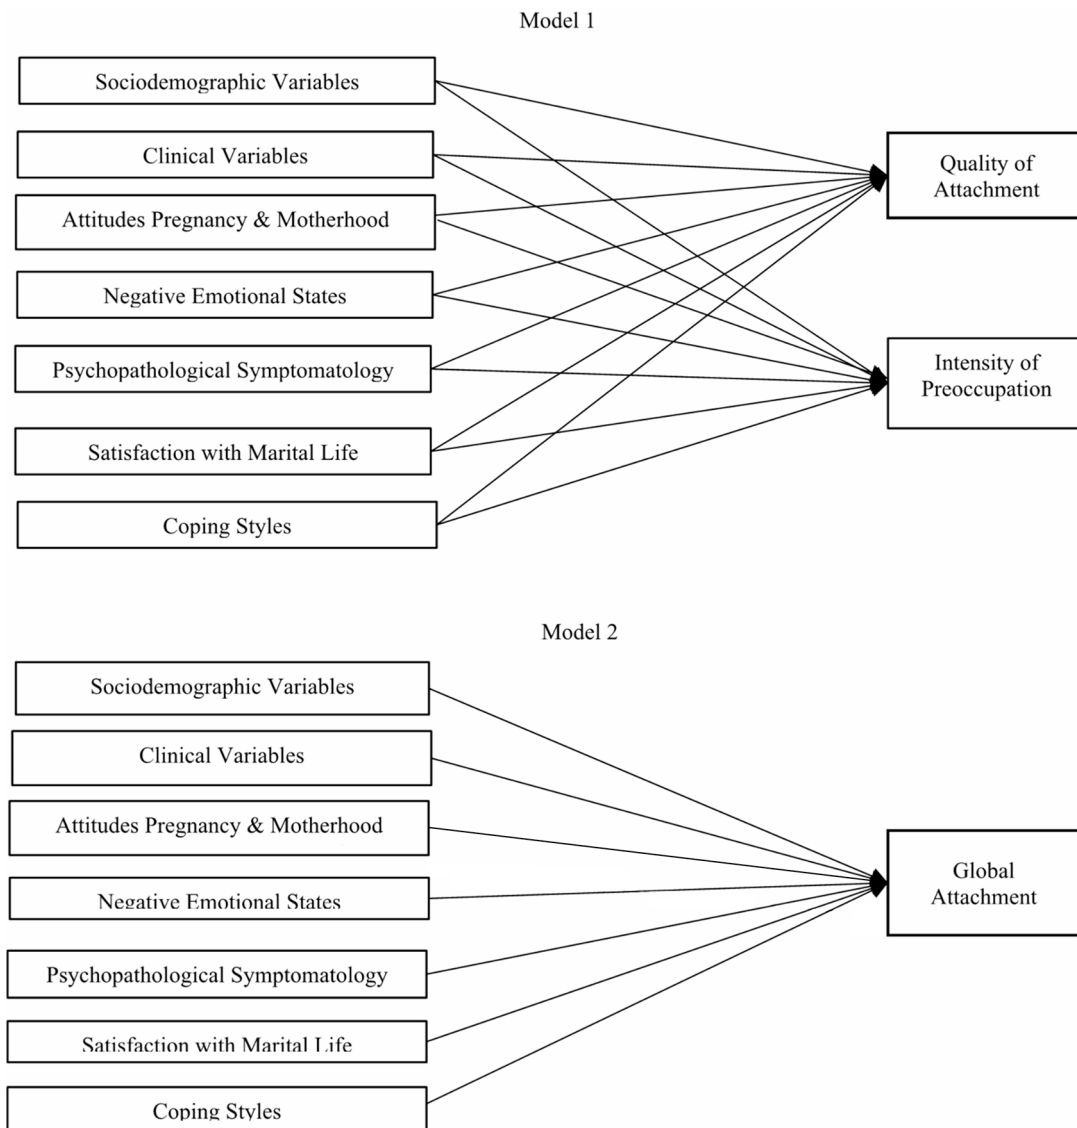 Model 1
Sociodemographic Variables
Clinical Variables
Attitudes Pregnancy & Motherhood
Negative Emotional States
Psychopathological Symptomatology
Satisfaction with Marital Life
Coping Styles
Quality of
Attachment
Intensity of
Preoccupation
Model 2
Sociodemographic Variables
Clinical Variables
Attitudes Pregnancy & Motherhood
Negative Emotional States
Psychopathological Symptomatology
Satisfaction with Marital Life
Coping Styles
Global
Attachment